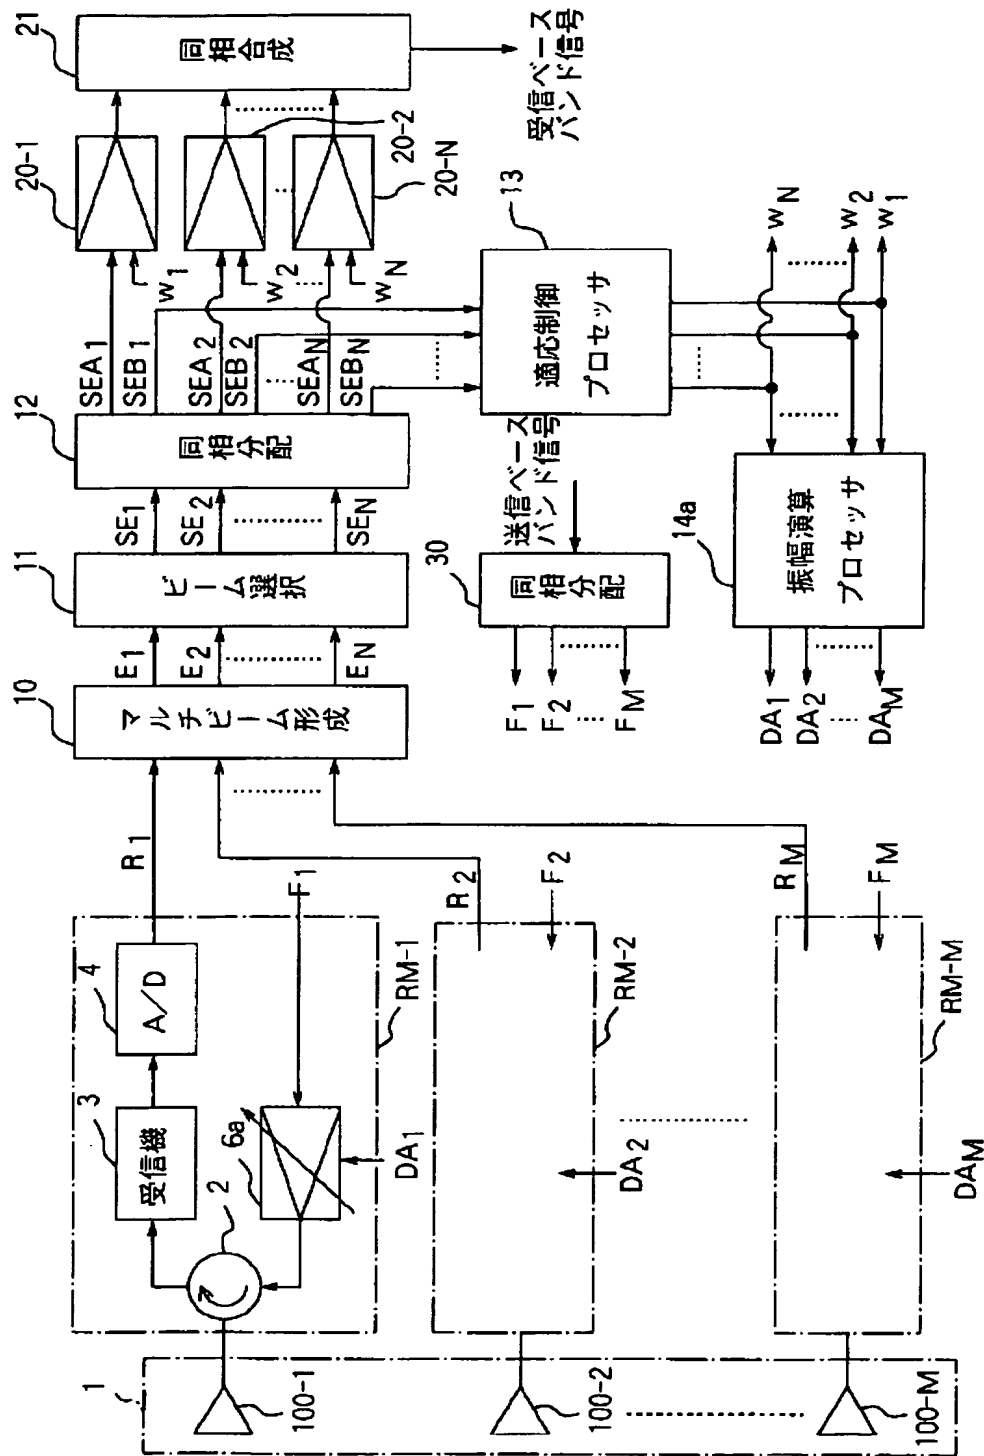 1
100-1
100-2
100-M
2
受信機
3
A/D
4
6a
DA1
F1
R1
RM-1
R2
F2
DA2
RM-2
RM
FM
DAM
RM-M
マルチビーム形成
10
E1
E2
EN
ビーム選択
11
SE1
SE2
SEN
同相分配
12
SEA1
SEB1
SEA2
SEB2
SEAN
SEBN
W1
W2
WN
20-1
20-2
20-N
同相合成
21
受信ベース
バンド信号
適応制御
プロセッサ
13
WN
W2
W1
送信ベース
バンド信号
同相分配
30
F1
F2
FM
振幅演算
プロセッサ
14a
DA1
DA2
DAM